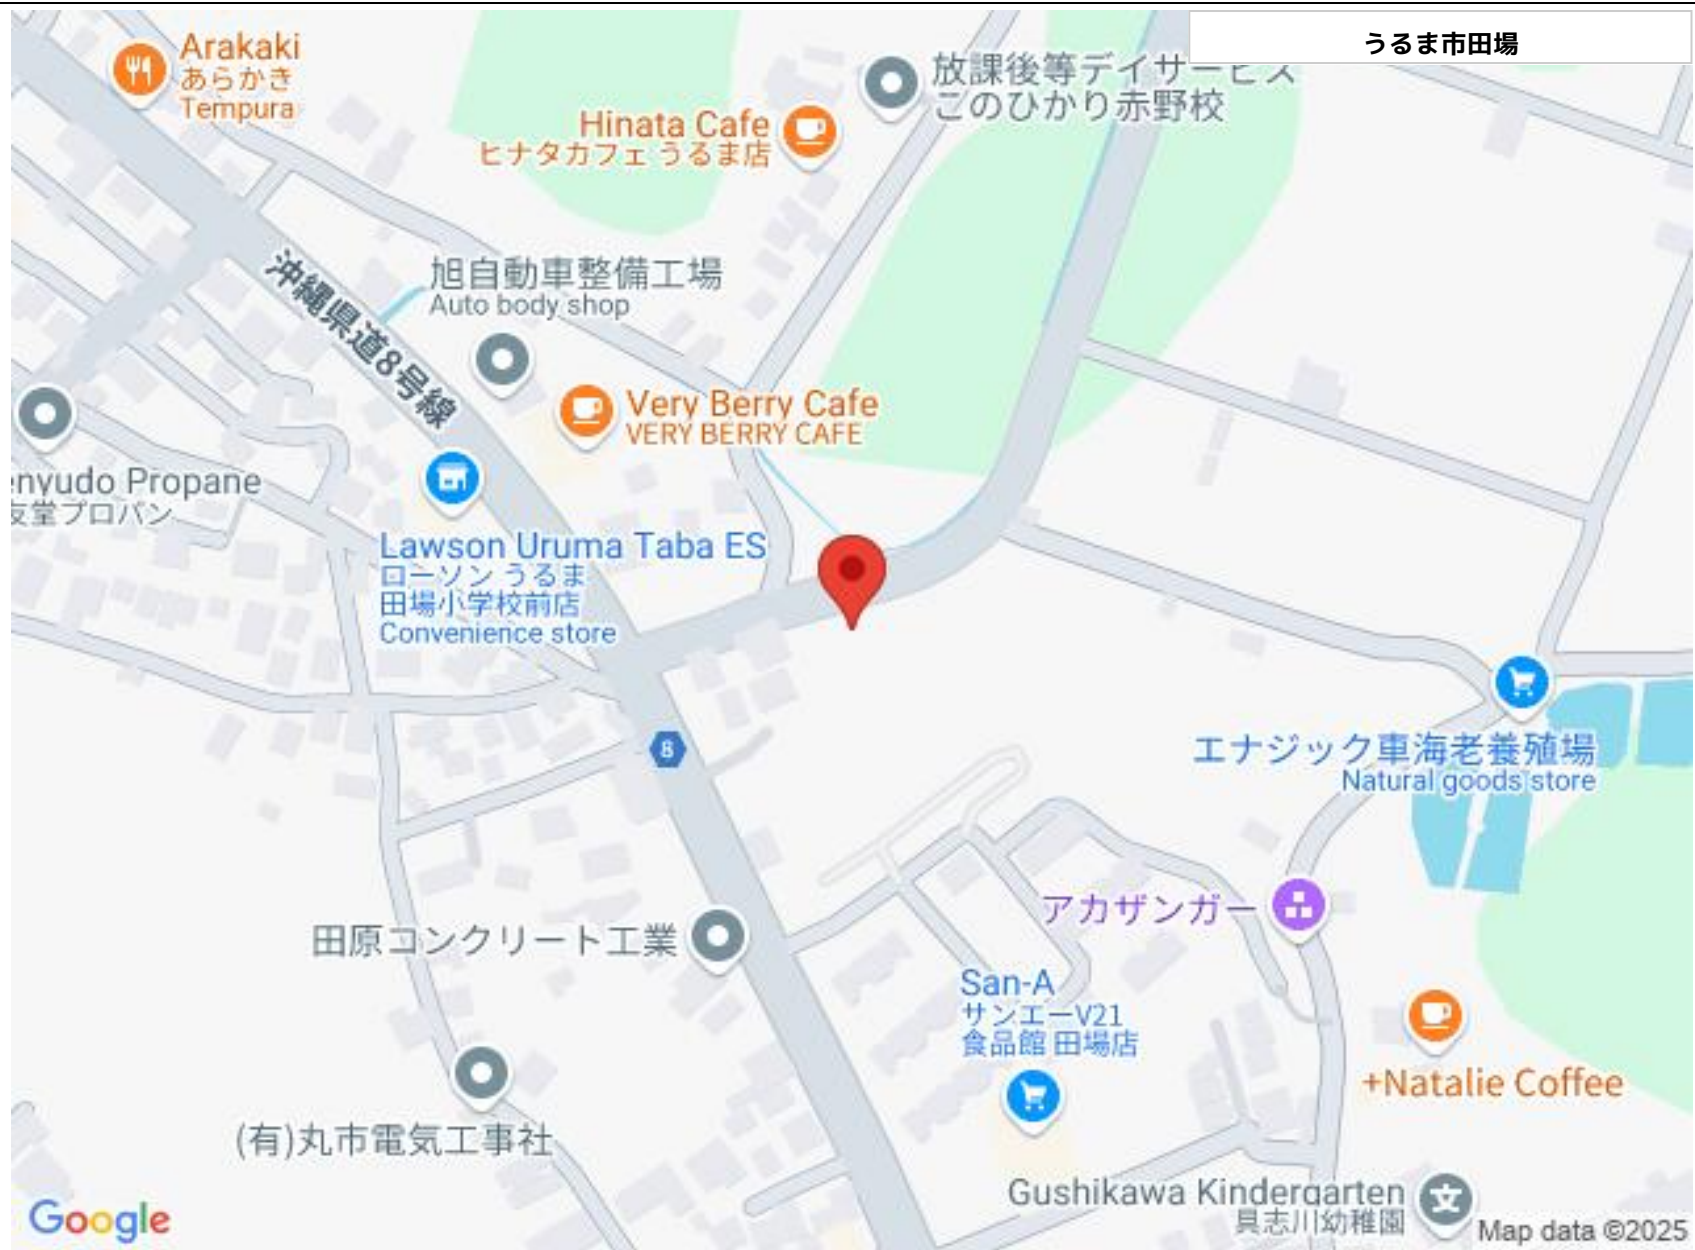 うるま市田場
Arakaki
あらかき
Tempura
放課後等デイサービス
このひかり赤野校
Hinata Cafe
ヒナタカフェ うるま店
旭自動車整備工場
Auto body shop
沖縄県道8号線
Very Berry Cafe
VERY BERRY CAFE
nyudo Propane
友堂プロパン
Lawson Uruma Taba ES
ローソン うるま
田場小学校前店
Convenience store
8
エナジック車海老養殖場
Natural goods store
アカザンガー
田原コンクリート工業
San-A
サンエーV21
食品館 田場店
+Natalie Coffee
(有)丸市電気工事社
Gushikawa Kindergarten
具志川幼稚園
文
Google
Map data ©2025